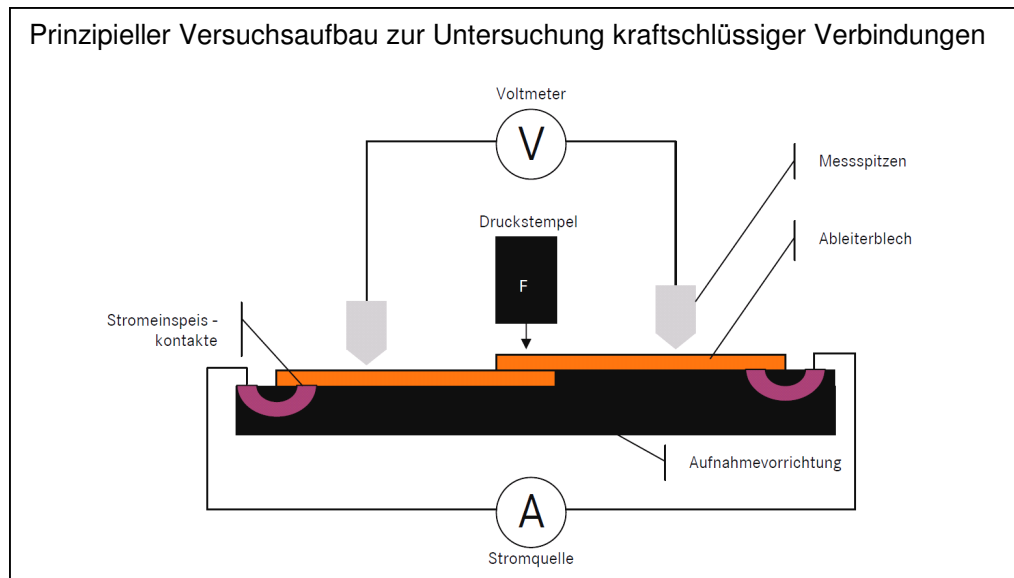 Prinzipieller Versuchsaufbau zur Untersuchung kraftschlüssiger Verbindungen
Voltmeter
V
Messspitzen
Druckstempel
Ableiterblech
F
Stromeinspeis -
kontakte
Aufnahmevorrichtung
A
Stromquelle